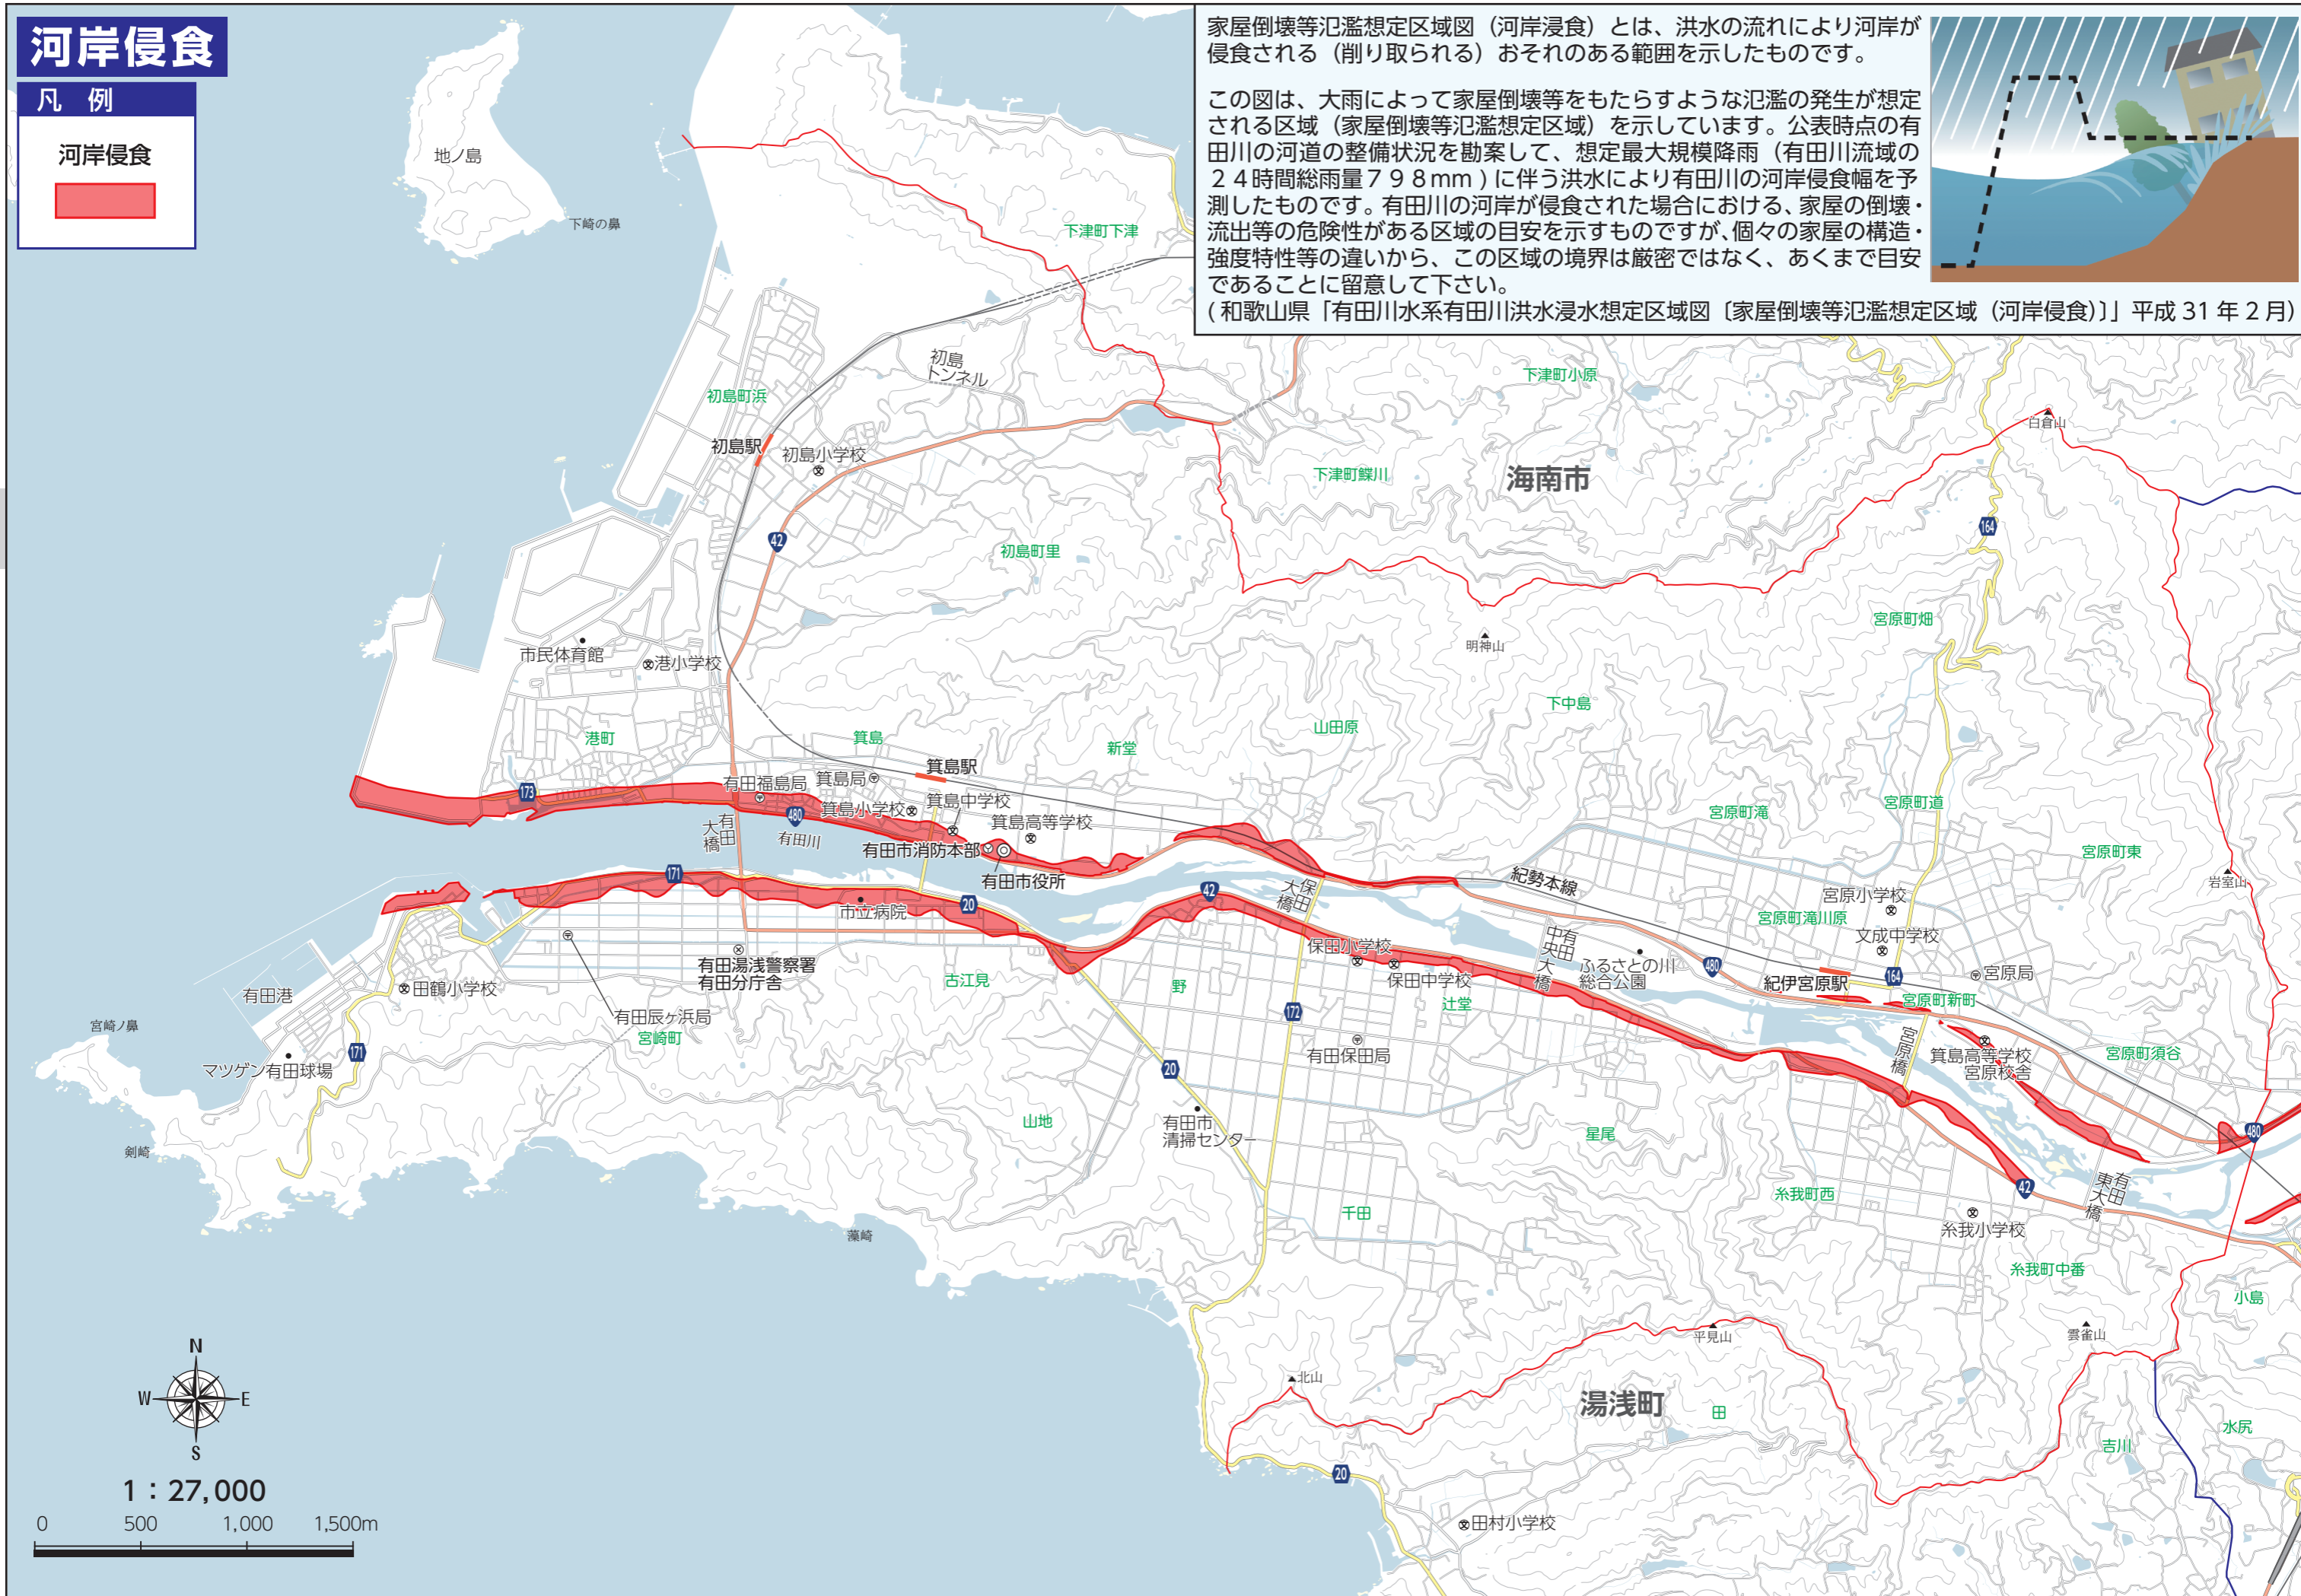 河岸侵食
凡 例
河岸侵食
家屋倒壊等氾濫想定区域図（河岸浸食）とは、洪水の流れにより河岸が
侵食される（削り取られる）おそれのある範囲を示したものです。
この図は、大雨によって家屋倒壊等をもたらすような氾濫の発生が想定
される区域（家屋倒壊等氾濫想定区域）を示しています。公表時点の有
田川の河道の整備状況を勘案して、想定最大規模降雨（有田川流域の
２４時間総雨量７９８mm )に伴う洪水により有田川の河岸侵食幅を予
測したものです。有田川の河岸が侵食された場合における、家屋の倒壊・
流出等の危険性がある区域の目安を示すものですが、個々の家屋の構造・
強度特性等の違いから、この区域の境界は厳密ではなく、あくまで目安
であることに留意して下さい。
( 和歌山県「有田川水系有田川洪水浸水想定区域図〔家屋倒壊等氾濫想定区域（河岸侵食)〕」平成 31 年 2 月)
地ノ島
下崎の鼻
下津町下津
初島
トンネル
初島町浜
下津町小原
白倉山
初島駅
初島小学校
下津町鰈川
海南市
164
42
初島町里
宮原町畑
明神山
市民体育館
港小学校
下中島
山田原
港町
箕島
新堂
箕島駅
有田福島局
箕島局
173
480
箕島小学校
箕島中学校
宮原町滝
宮原町道
有田
大橋
有田川
箕島高等学校
有田市消防本部
有田市役所
宮原町東
岩室山
171
42
保田
大橋
紀勢本線
宮原小学校
市立病院
20
宮原町滝川原
文成中学校
保田小学校
有田
中央大橋
有田湯浅警察署
有田分庁舎
保田中学校
ふるさとの川
総合公園
480
164
宮原局
古江見
野
紀伊宮原駅
田鶴小学校
有田港
辻堂
宮原町新町
有田辰ヶ浜局
172
宮崎ノ鼻
宮崎町
宮原橋
箕島高等学校
宮原校舎
宮原町須谷
171
有田保田局
マツゲン有田球場
20
有田市
清掃センター
山地
星尾
480
剣崎
有田
東大橋
42
糸我町西
千田
藻崎
糸我小学校
糸我町中番
小島
平見山
雲雀山
北山
湯浅町
田
水尻
吉川
20
田村小学校
N
W
E
S
1：27,000
0 500 1,000 1,500m